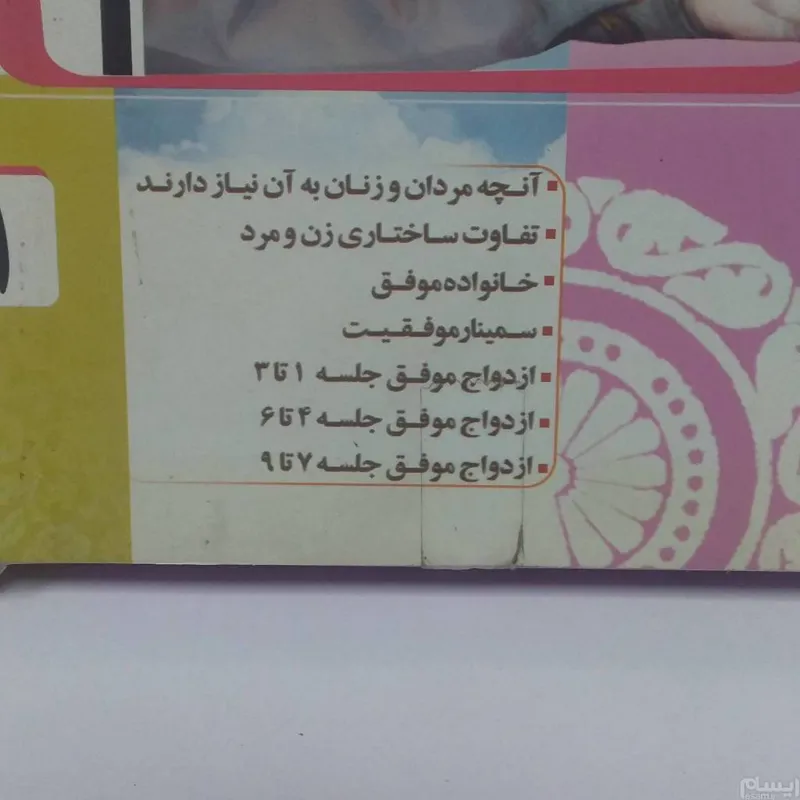 آنچه مردان و زنان به آن نیاز دارند
تفاوت ساختاری زن و مرد
خانواده موفق
سمینار موفقیت
ازدواج موفق جلسه ۱ تا ۳
ازدواج موفق جلسه ۴ تا ۶
ازدواج موفق جلسه ۷ تا ۹
ایسام